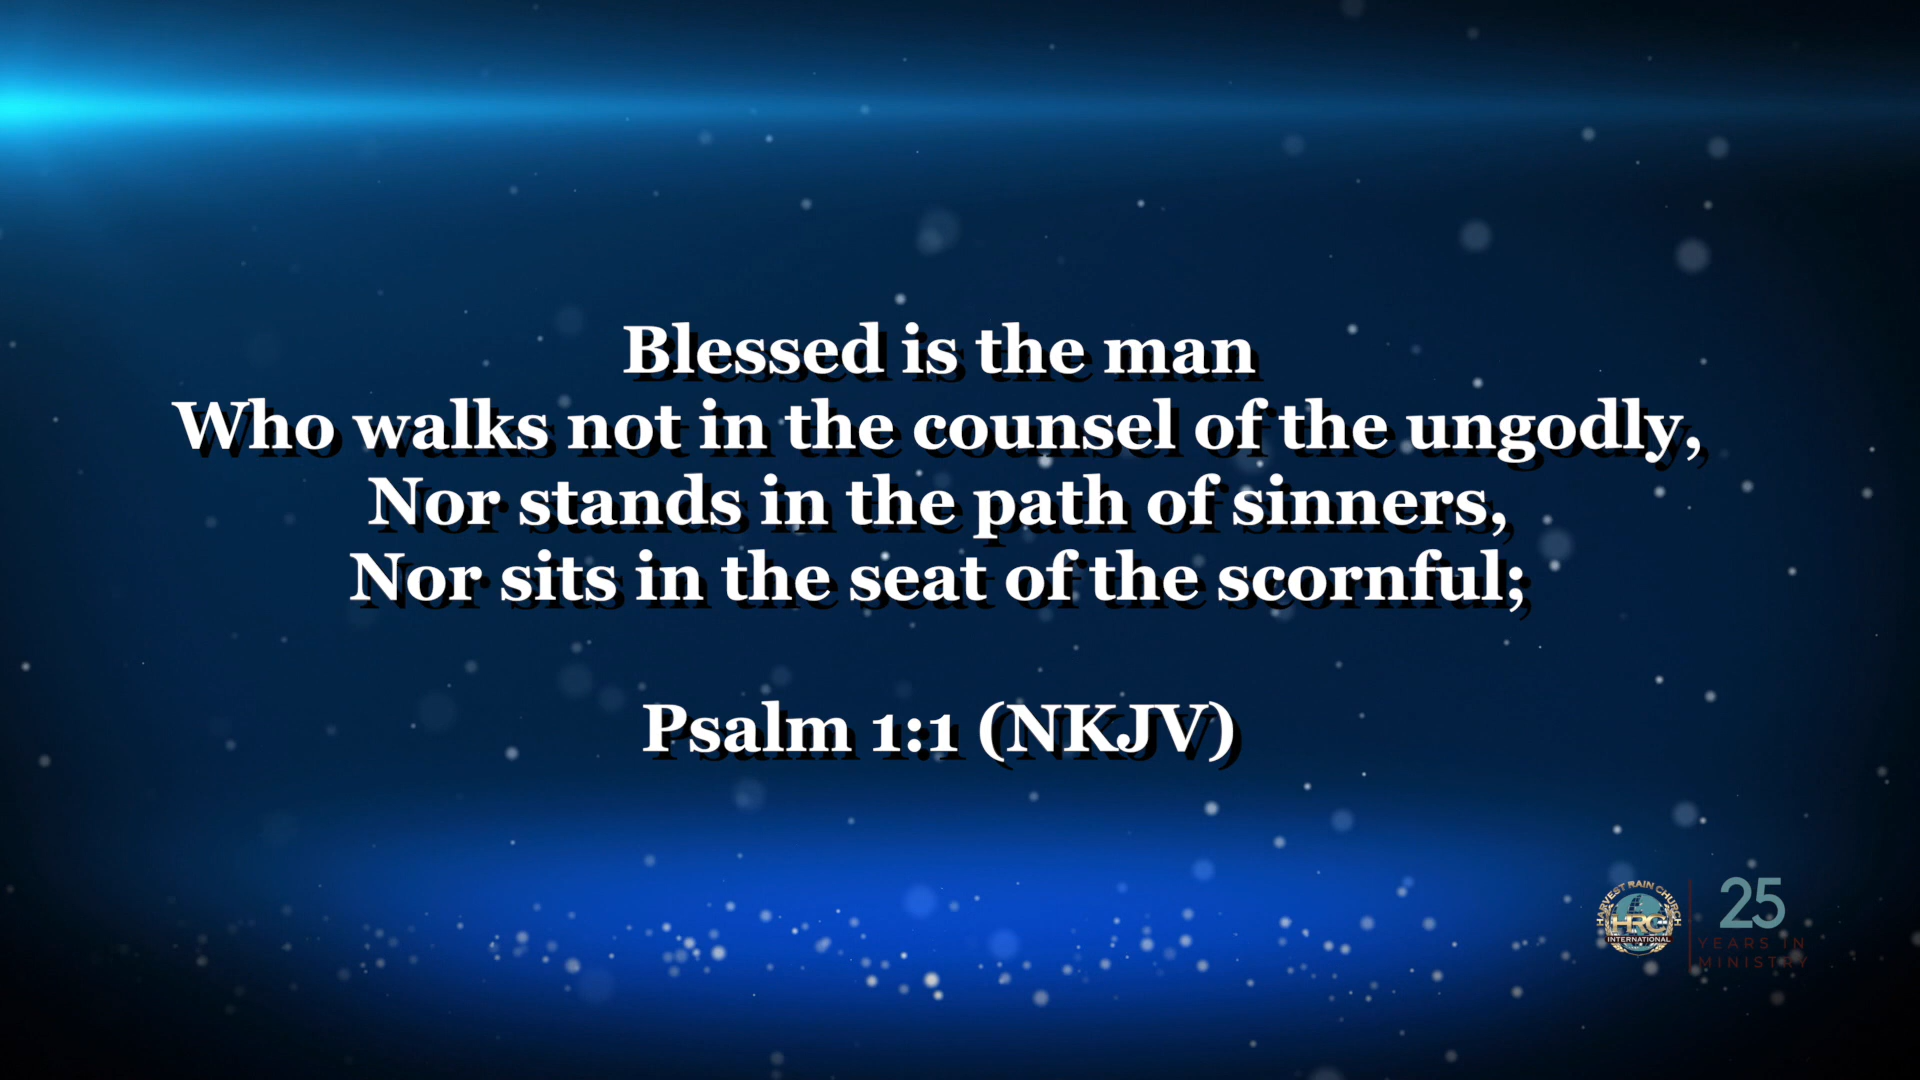 Blessed is the man
Who walks not in the counsel of the ungodly,
Nor stands in the path of sinners,
Nor sits in the seat of the scornful;
Psalm 1:1 (NKJV)
HARVEST RAIN CHURCH
HRC
INTERNATIONAL
25
YEARS IN
MINISTRY